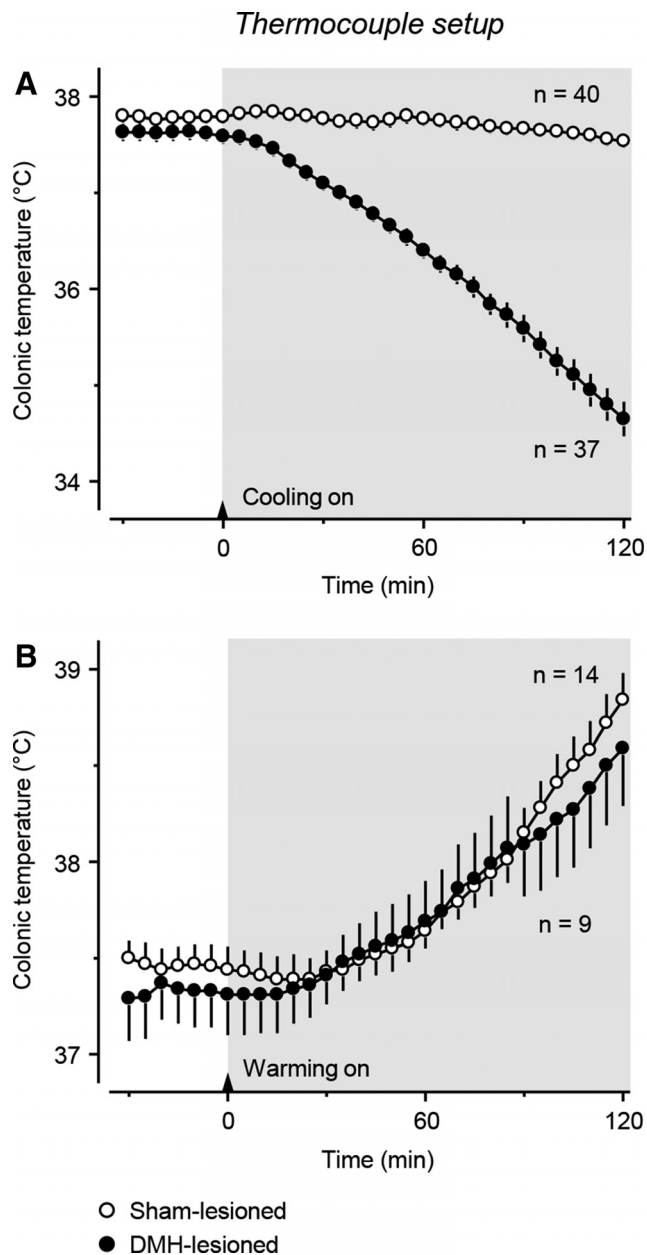 Thermocouple setup
A
38
36
34
Colonic temperature (°C)
n = 40
n = 37
Cooling on
0
60
120
Time (min)
B
39
38
37
Colonic temperature (°C)
n = 14
n = 9
Warming on
0
60
120
Time (min)
Sham-lesioned
DMH-lesioned